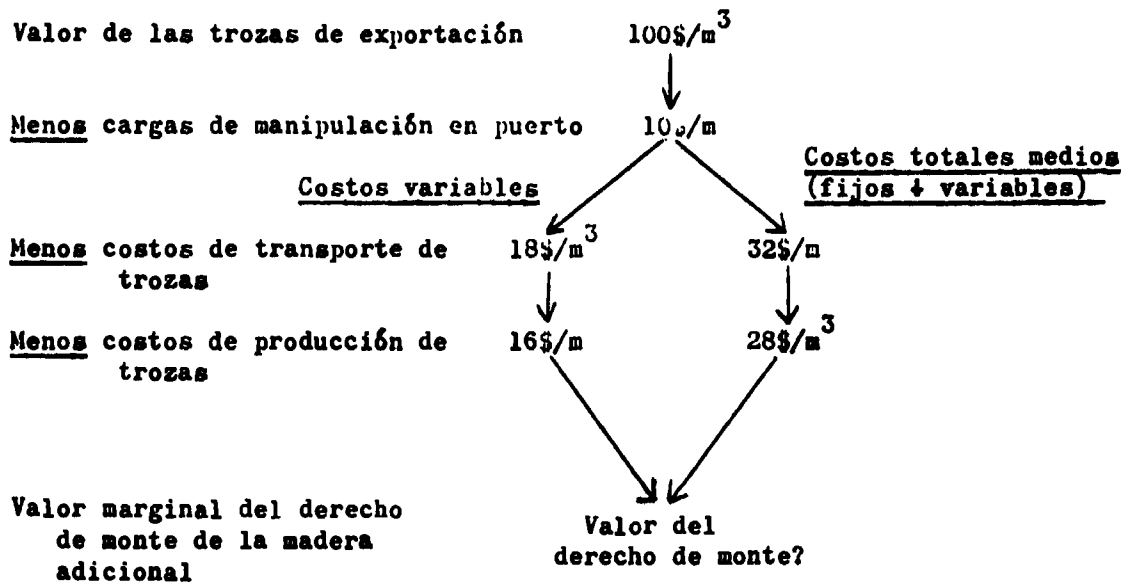 Valor de las trozas de exportación 100$/m³
Menos cargas de manipulación en puerto /m
Costos totales medios
Costos variables (fijos + variables)
Menos costos de transporte de 18$/m³ 32$/m
trozas
Menos costos de producción de 16$/m 28$/m³
trozas
Valor marginal del derecho Valor del
de monte de la madera derecho de monte?
adicional